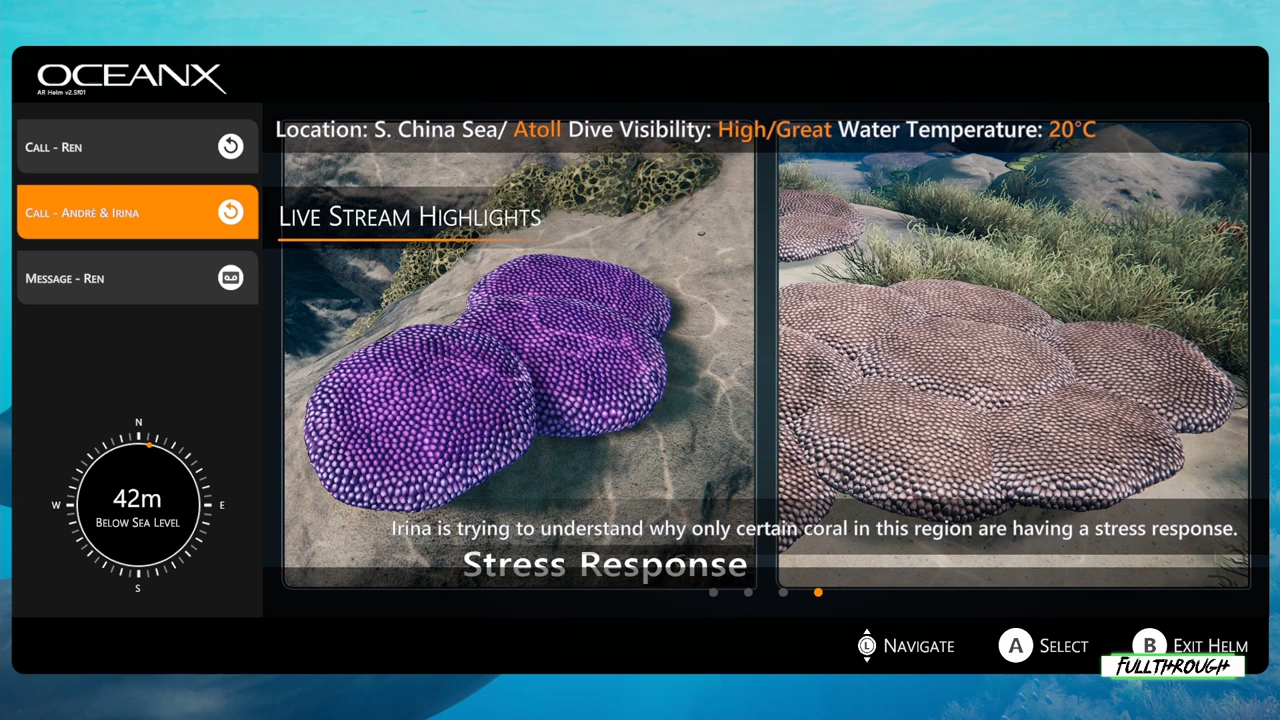 OCEANX
AR Helm v2.5f01
Location: S. China Sea/ Atoll Dive Visibility: High/Great Water Temperature: 20°C
CALL - REN
CALL - ANDRÉ & IRINA
MESSAGE - REN
LIVE STREAM HIGHLIGHTS
N
W
E
S
42m
BELOW SEA LEVEL
Irina is trying to understand why only certain coral in this region are having a stress response.
Stress Response
L NAVIGATE
A SELECT
B EXIT HELM
FULLTHROUGH